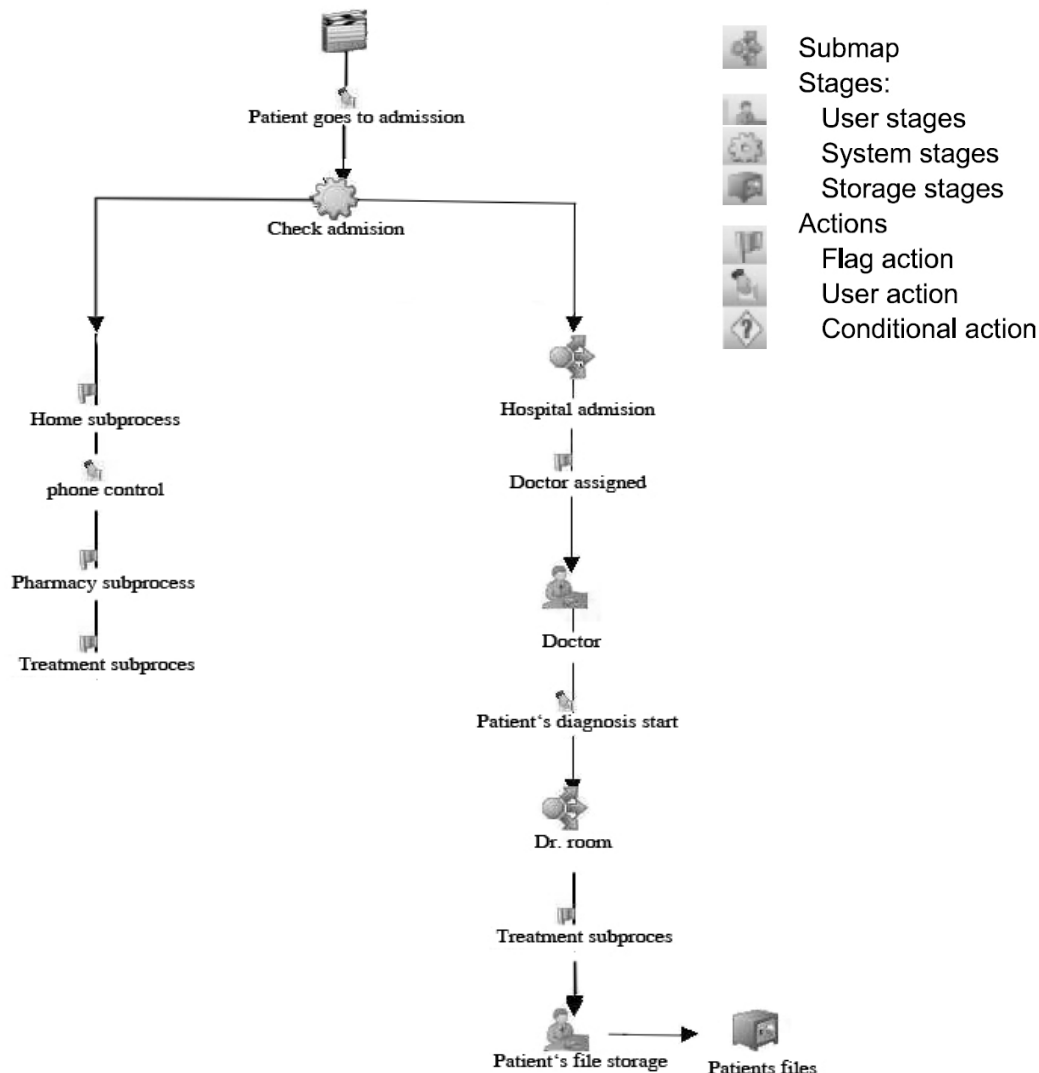 Patient goes to admission
Check admision
Home subprocess
phone control
Pharmacy subprocess
Treatment subproces
Hospital admision
Doctor assigned
Doctor
Patient's diagnosis start
Dr. room
Treatment subproces
Patient's file storage
Patients files
Submap
Stages:
User stages
System stages
Storage stages
Actions
Flag action
User action
Conditional action
?